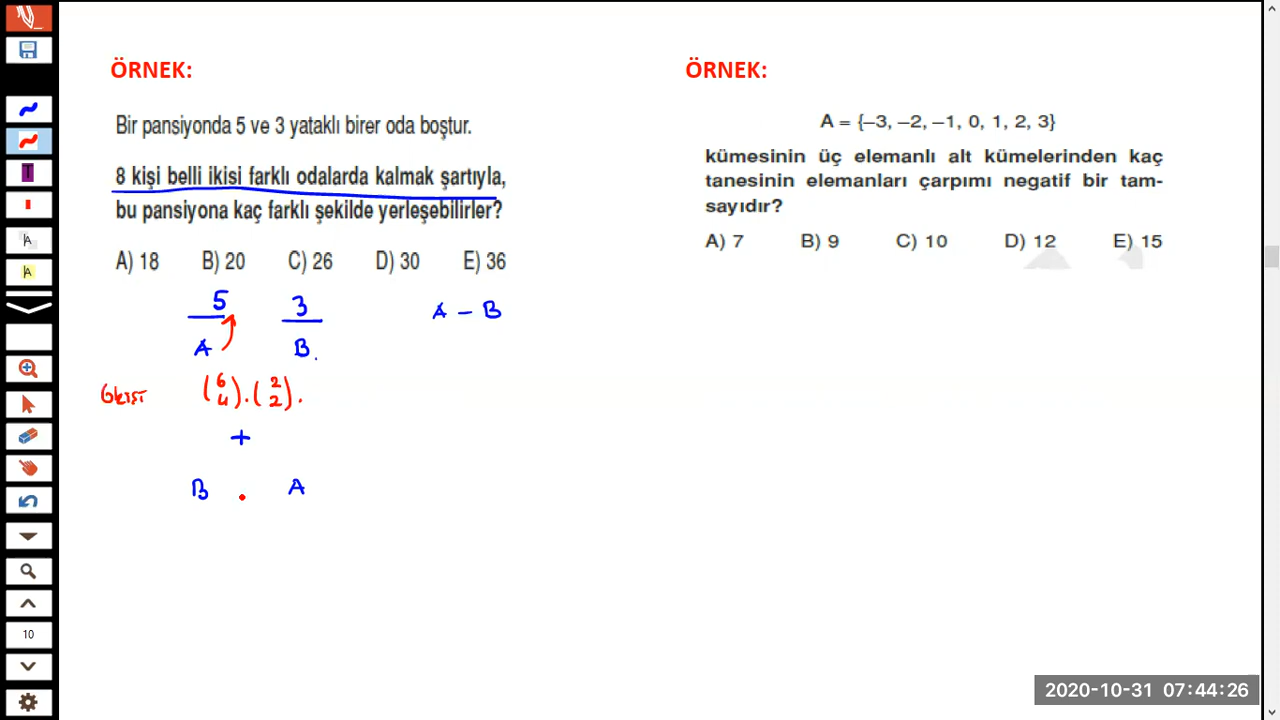 ÖRNEK:
Bir pansiyonda 5 ve 3 yataklı birer oda boştur.
8 kişi belli ikisi farklı odalarda kalmak şartıyla,
bu pansiyona kaç farklı şekilde yerleşebilirler?
A) 18 B) 20 C) 26 D) 30 E) 36
5 3 A - B
A B
6kişi (6 4).(2 2).
+
B . A
ÖRNEK:
A = {–3, –2, –1, 0, 1, 2, 3}
kümesinin üç elemanlı alt kümelerinden kaç
tanesinin elemanları çarpımı negatif bir tam-
sayıdır?
A) 7 B) 9 C) 10 D) 12 E) 15
T
A
A
10
2020-10-31 07:44:26